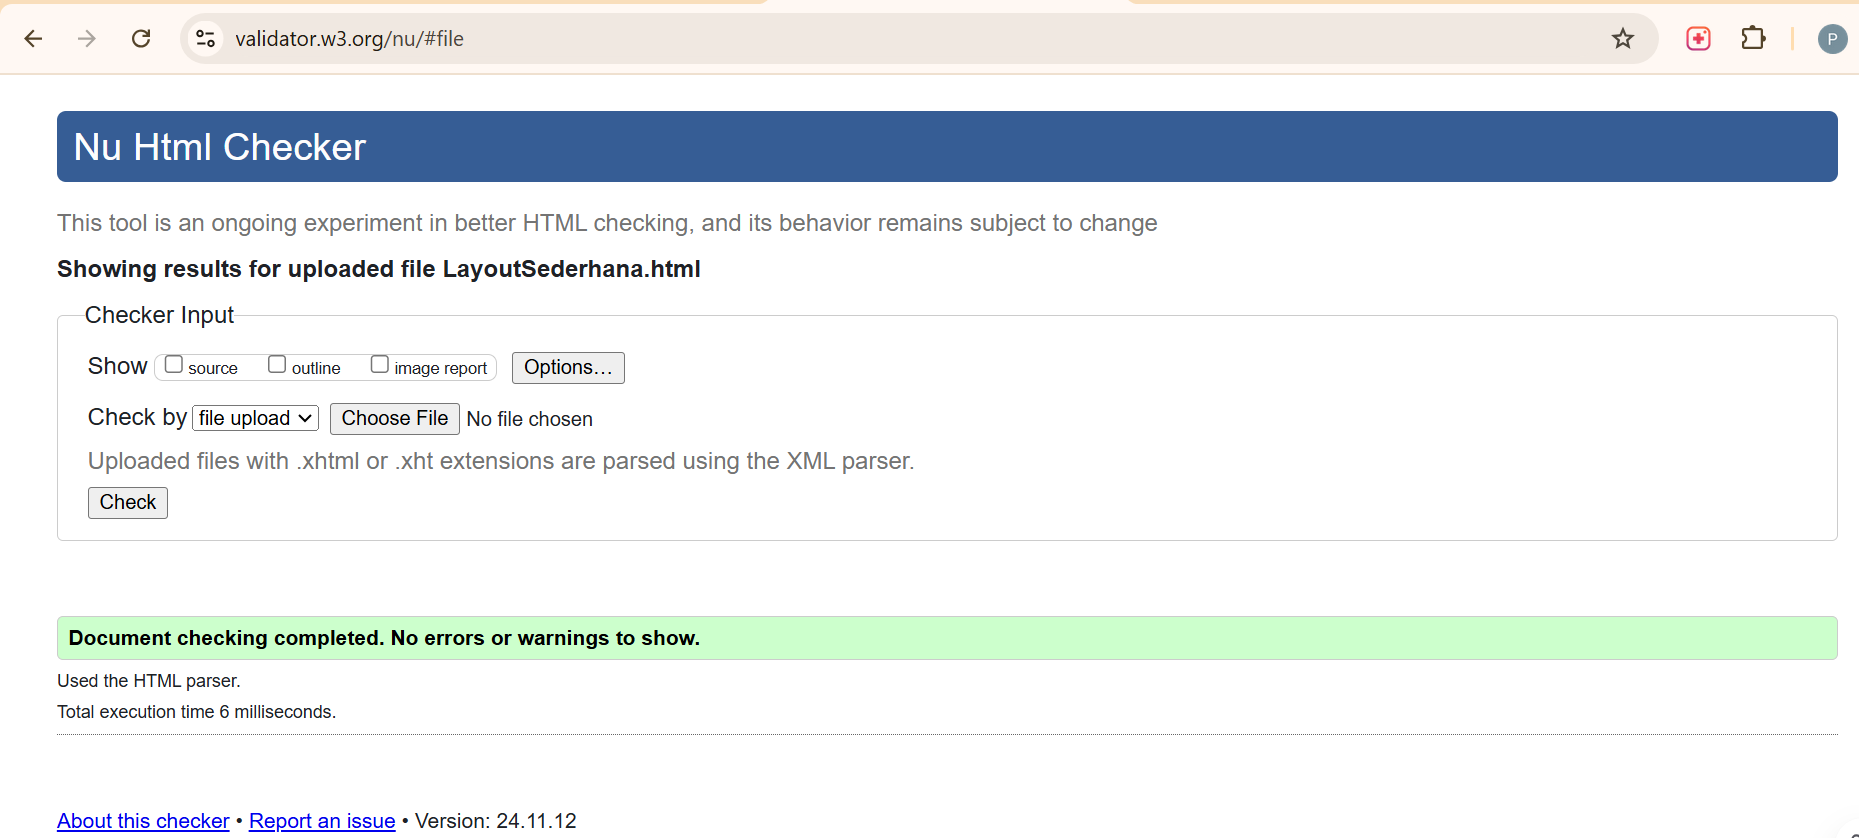 validator.w3.org/nu/#file
P
Nu Html Checker
This tool is an ongoing experiment in better HTML checking, and its behavior remains subject to change
Showing results for uploaded file LayoutSederhana.html
Checker Input
Show source outline image report Options...
Check by file upload Choose File No file chosen
Uploaded files with .xhtml or .xht extensions are parsed using the XML parser.
Check
Document checking completed. No errors or warnings to show.
Used the HTML parser.
Total execution time 6 milliseconds.
About this checker • Report an issue • Version: 24.11.12